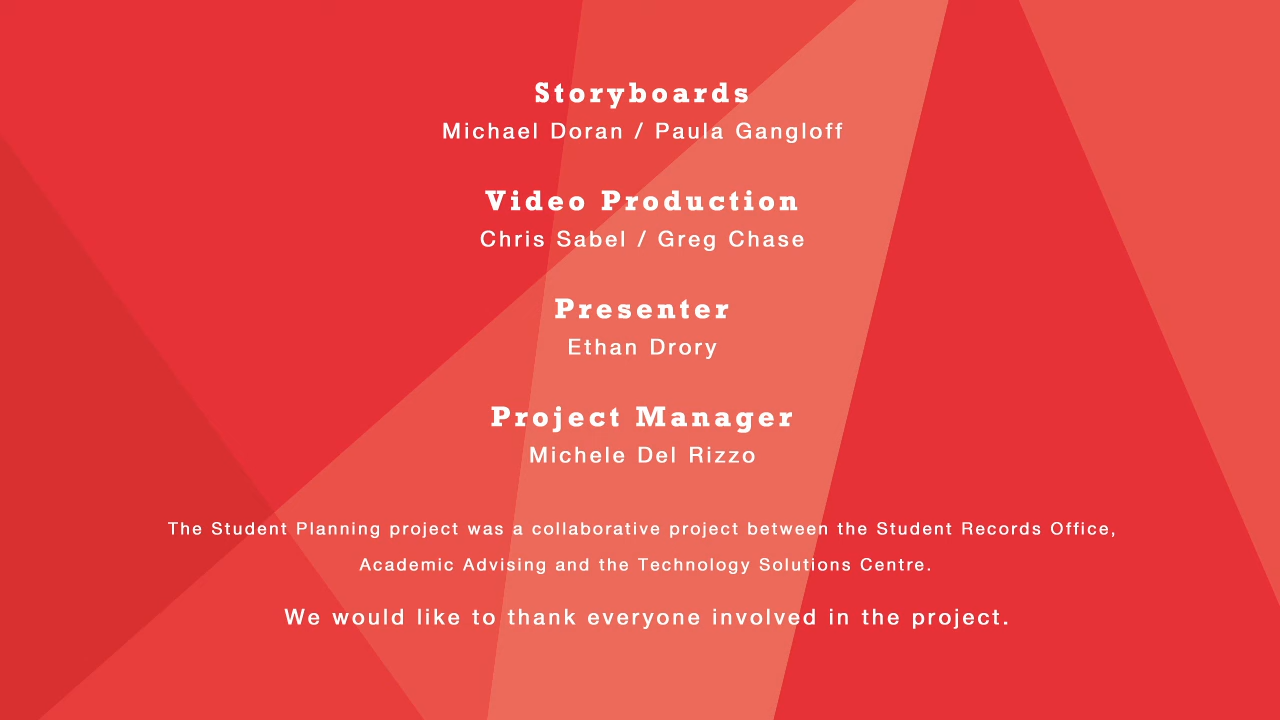 Storyboards
Michael Doran / Paula Gangloff
Video Production
Chris Sabel / Greg Chase
Presenter
Ethan Drory
Project Manager
Michele Del Rizzo
The Student Planning project was a collaborative project between the Student Records Office,
Academic Advising and the Technology Solutions Centre.
We would like to thank everyone involved in the project.